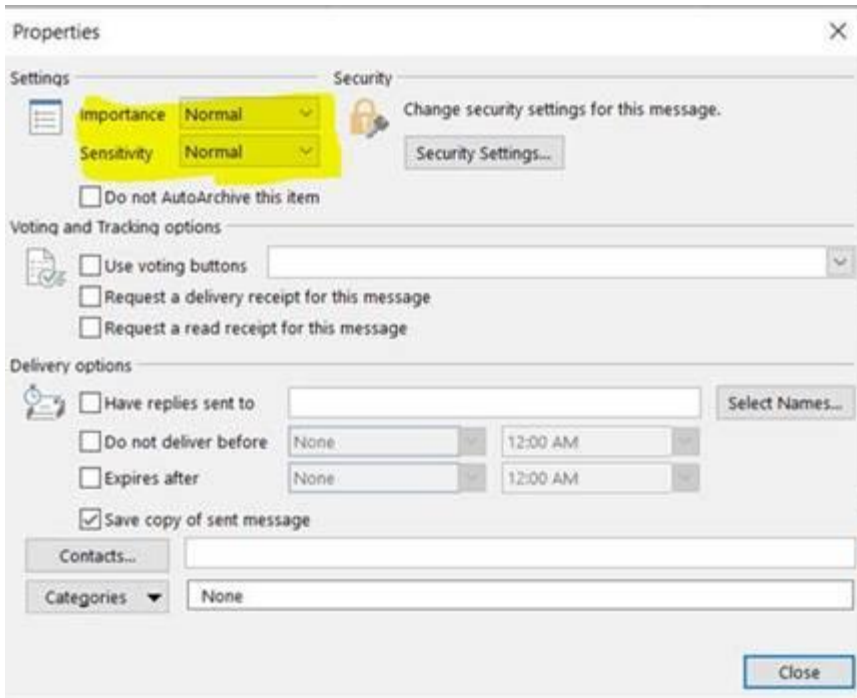 Properties
Settings
Security
Importance Normal
Change security settings for this message.
Sensitivity Normal
Security Settings...
Do not AutoArchive this item
Voting and Tracking options
Use voting buttons
Request a delivery receipt for this message
Request a read receipt for this message
Delivery options
Have replies sent to
Select Names...
Do not deliver before None 12:00 AM
Expires after None 12:00 AM
Save copy of sent message
Contacts...
Categories None
Close